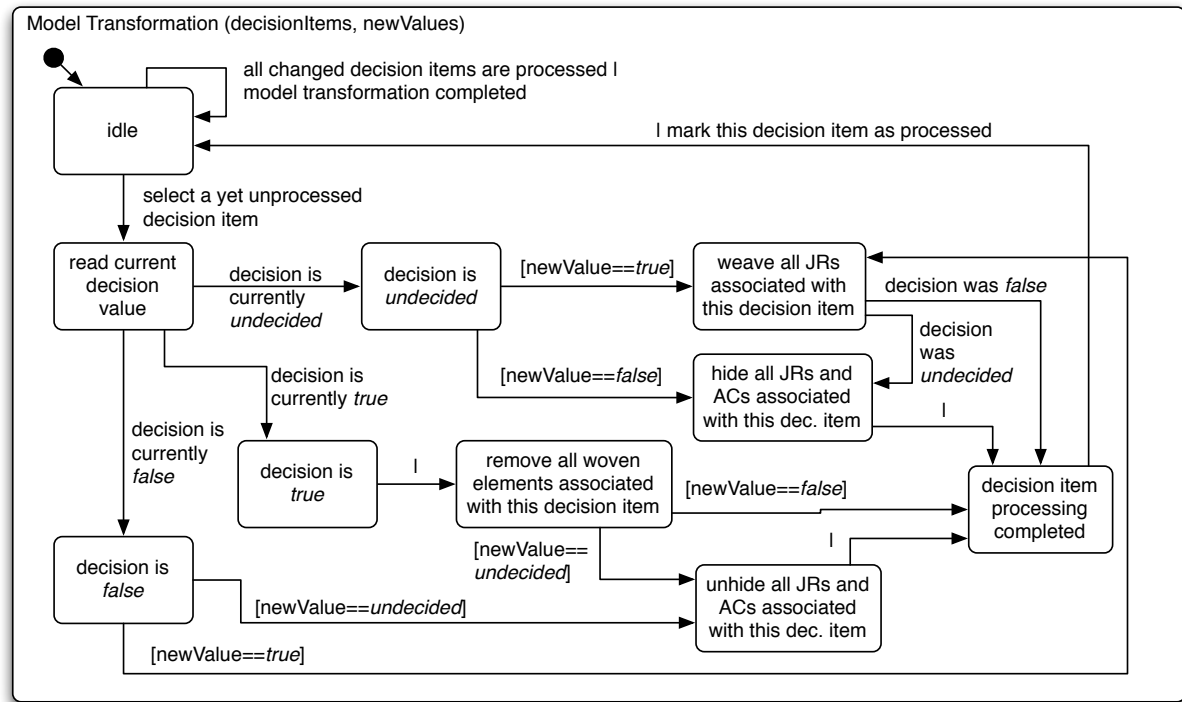 Model Transformation (decisionItems, newValues)
all changed decision items are processed |
model transformation completed
idle
| mark this decision item as processed
select a yet unprocessed
decision item
read current
decision
value
decision is
currently
undecided
decision is
undecided
[newValue==true]
weave all JRs
associated with
this decision item
decision was false
decision
was
undecided
[newValue==false]
hide all JRs and
ACs associated
with this dec. item
|
decision is
currently true
decision is
currently
false
decision is
true
|
remove all woven
elements associated
with this decision item
[newValue==false]
decision item
processing
completed
[newValue==
undecided]
|
decision is
false
[newValue==undecided]
unhide all JRs and
ACs associated
with this dec. item
[newValue==true]